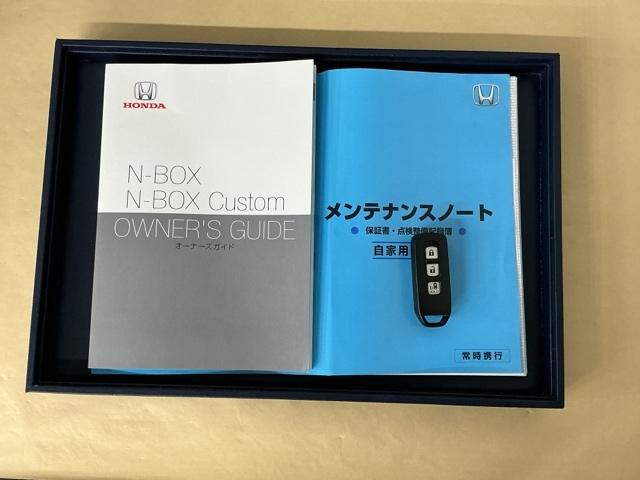 HONDA
N-BOX
N-BOX Custom
OWNER'S GUIDE
オーナーズガイド
メンテナンスノート
保証書・点検整備記録簿
自家用
常時携行